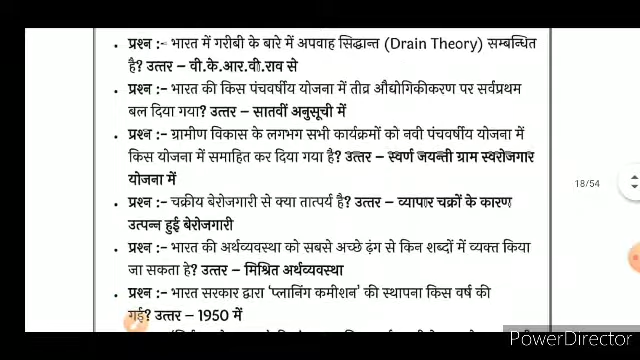 प्रश्न :- भारत में गरीबी के बारे में अपवाह सिद्धान्त (Drain Theory) सम्बन्धित
है? उत्तर – वी.के.आर.वी.राव से
प्रश्न :- भारत की किस पंचवर्षीय योजना में तीव्र औद्योगिकीकरण पर सर्वप्रथम
बल दिया गया? उत्तर – सातवीं अनुसूची में
प्रश्न :- ग्रामीण विकास के लगभग सभी कार्यक्रमों को नवी पंचवर्षीय योजना में
किस योजना में समाहित कर दिया गया है? उत्तर – स्वर्ण जयन्ती ग्राम स्वरोजगार
योजना में
18/54
प्रश्न :- चक्रीय बेरोजगारी से क्या तात्पर्य है? उत्तर – व्यापार चक्रों के कारण
उत्पन्न हुई बेरोजगारी
प्रश्न :- भारत की अर्थव्यवस्था को सबसे अच्छे ढ़ंग से किन शब्दों में व्यक्त किया
जा सकता हे? उत्तर – मिश्रित अर्थव्यवस्था
प्रश्न :- भारत सरकार द्वारा ‘प्लानिंग कमीशन’ की स्थापना किस वर्ष की
गई? उत्तर – 1950 में
PowerDirector